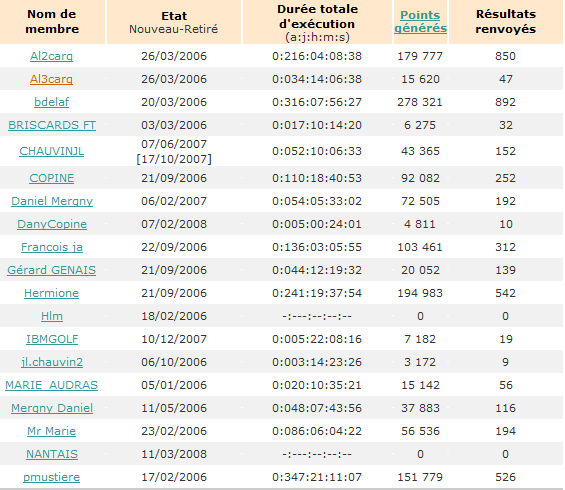 Nom de membre Etat Nouveau-Retiré Durée totale d'exécution (a:j:h:m:s) Points générés Résultats renvoyés
Al2carg 26/03/2006 0:216:04:08:38 179 777 850
Al3carg 26/03/2006 0:034:14:06:38 15 620 47
bdelaf 20/03/2006 0:316:07:56:27 278 321 892
BRISCARDS FT 03/03/2006 0:017:10:14:20 6 275 32
CHAUVINJL 07/06/2007 [17/10/2007] 0:052:10:06:33 43 365 152
COPINE 21/09/2006 0:110:18:40:53 92 082 252
Daniel Mergny 06/02/2007 0:054:05:33:02 72 505 192
DanyCopine 07/02/2008 0:005:00:24:01 4 811 10
Francois ja 22/09/2006 0:136:03:05:55 103 461 312
Gérard GENAIS 21/09/2006 0:044:12:19:32 20 052 139
Hermione 21/09/2006 0:241:19:37:54 194 983 542
Hlm 18/02/2006 -:---:--:--:-- 0 0
IBMGOLF 10/12/2007 0:005:22:08:16 7 182 19
jl.chauvin2 06/10/2006 0:003:14:23:26 3 172 9
MARIE_AUDRAS 05/01/2006 0:020:10:35:21 15 142 56
Mergny Daniel 11/05/2006 0:048:07:43:56 37 883 116
Mr Marie 23/02/2006 0:086:06:04:22 56 536 194
NANTAIS 11/03/2008 -:---:--:--:-- 0 0
pmustiere 17/02/2006 0:347:21:11:07 151 779 526